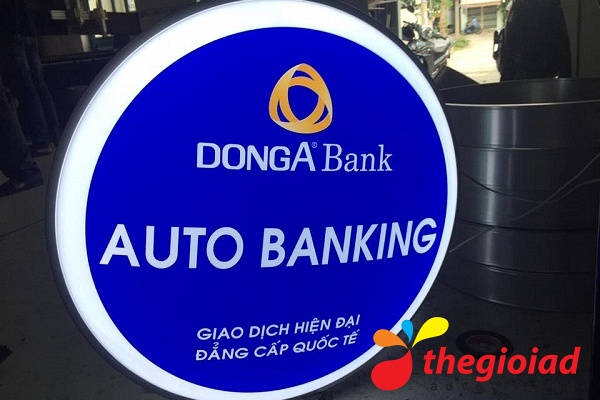 DONGA® Bank
AUTO BANKING
GIAO DỊCH HIỆN ĐẠI
ĐẲNG CẤP QUỐC TẾ
thegioiad